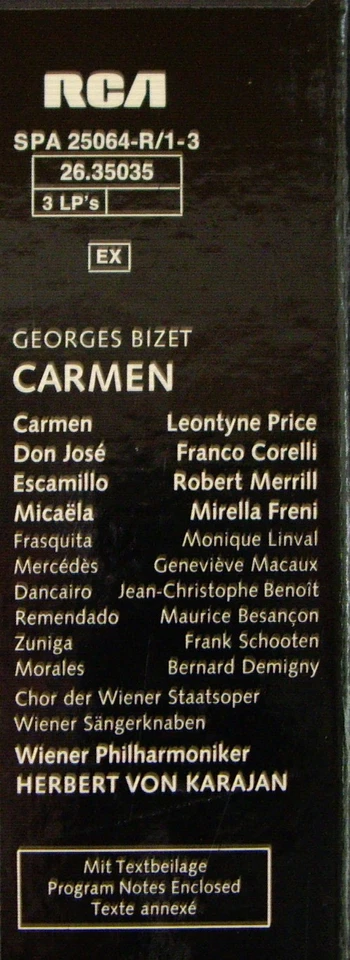 RCA
SPA 25064-R/1-3
26.35035
3 LP's
EX
GEORGES BIZET
CARMEN
Carmen Leontyne Price
Don José Franco Corelli
Escamillo Robert Merrill
Micaëla Mirella Freni
Frasquita Monique Linval
Mercédès Geneviève Macaux
Dancairo Jean-Christophe Benoît
Remendado Maurice Besançon
Zuniga Frank Schooten
Morales Bernard Demigny
Chor der Wiener Staatsoper
Wiener Sängerknaben
Wiener Philharmoniker
HERBERT VON KARAJAN
Mit Textbeilage
Program Notes Enclosed
Texte annexé